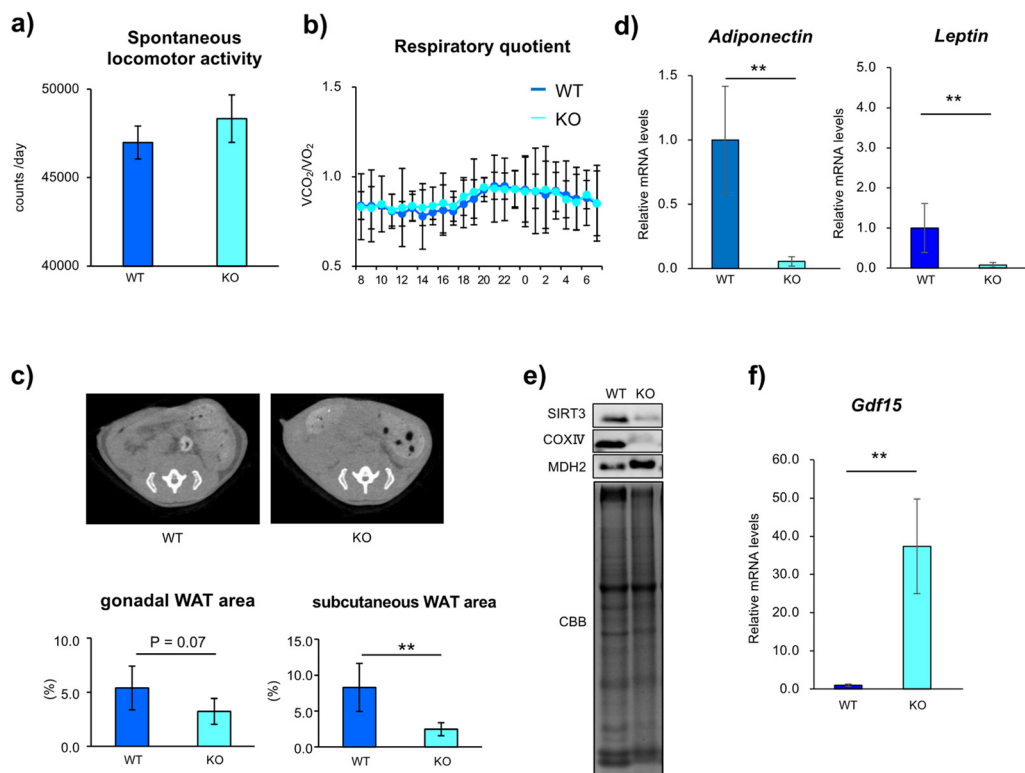 a)
Spontaneous
locomotor activity
50000
45000
40000
counts /day
WT
KO
b)
Respiratory quotient
WT
KO
1.5
1.0
0.5
VCO₂/VO₂
8 10 12 14 16 18 20 22 0 2 4 6
d)
Adiponectin
**
1.5
1.0
0.5
0.0
Relative mRNA levels
WT
KO
Leptin
**
5.0
4.0
3.0
2.0
1.0
0.0
Relative mRNA levels
WT
KO
c)
WT
KO
gonadal WAT area
P = 0.07
10.0
5.0
0.0
(%)
WT
KO
subcutaneous WAT area
**
15.0
10.0
5.0
0.0
(%)
WT
KO
e)
WT KO
SIRT3
COXⅣ
MDH2
CBB
f)
Gdf15
**
60.0
50.0
40.0
30.0
20.0
10.0
0.0
Relative mRNA levels
WT
KO